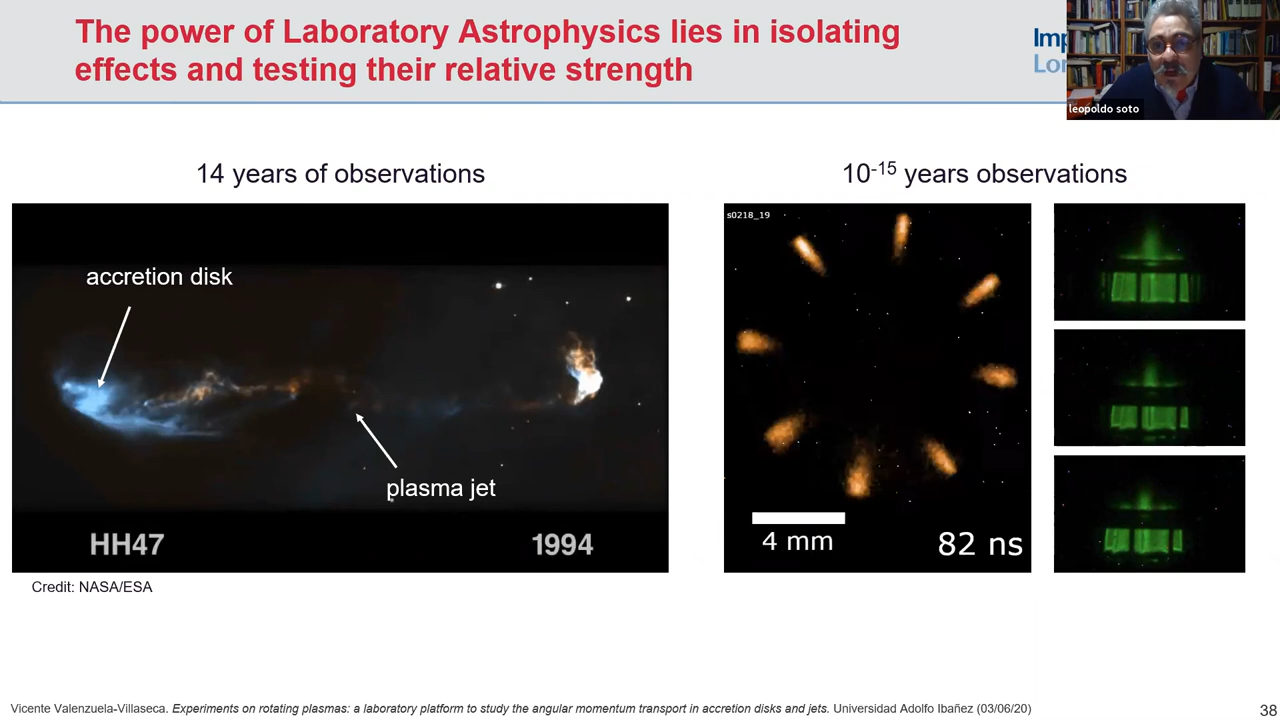 The power of Laboratory Astrophysics lies in isolating
effects and testing their relative strength
Imp
Lon
leopoldo soto
14 years of observations
10-15 years observations
accretion disk
plasma jet
HH47
1994
s0218_19
4 mm
82 ns
Credit: NASA/ESA
Vicente Valenzuela-Villaseca. Experiments on rotating plasmas: a laboratory platform to study the angular momentum transport in accretion disks and jets. Universidad Adolfo Ibañez (03/06/20)
38